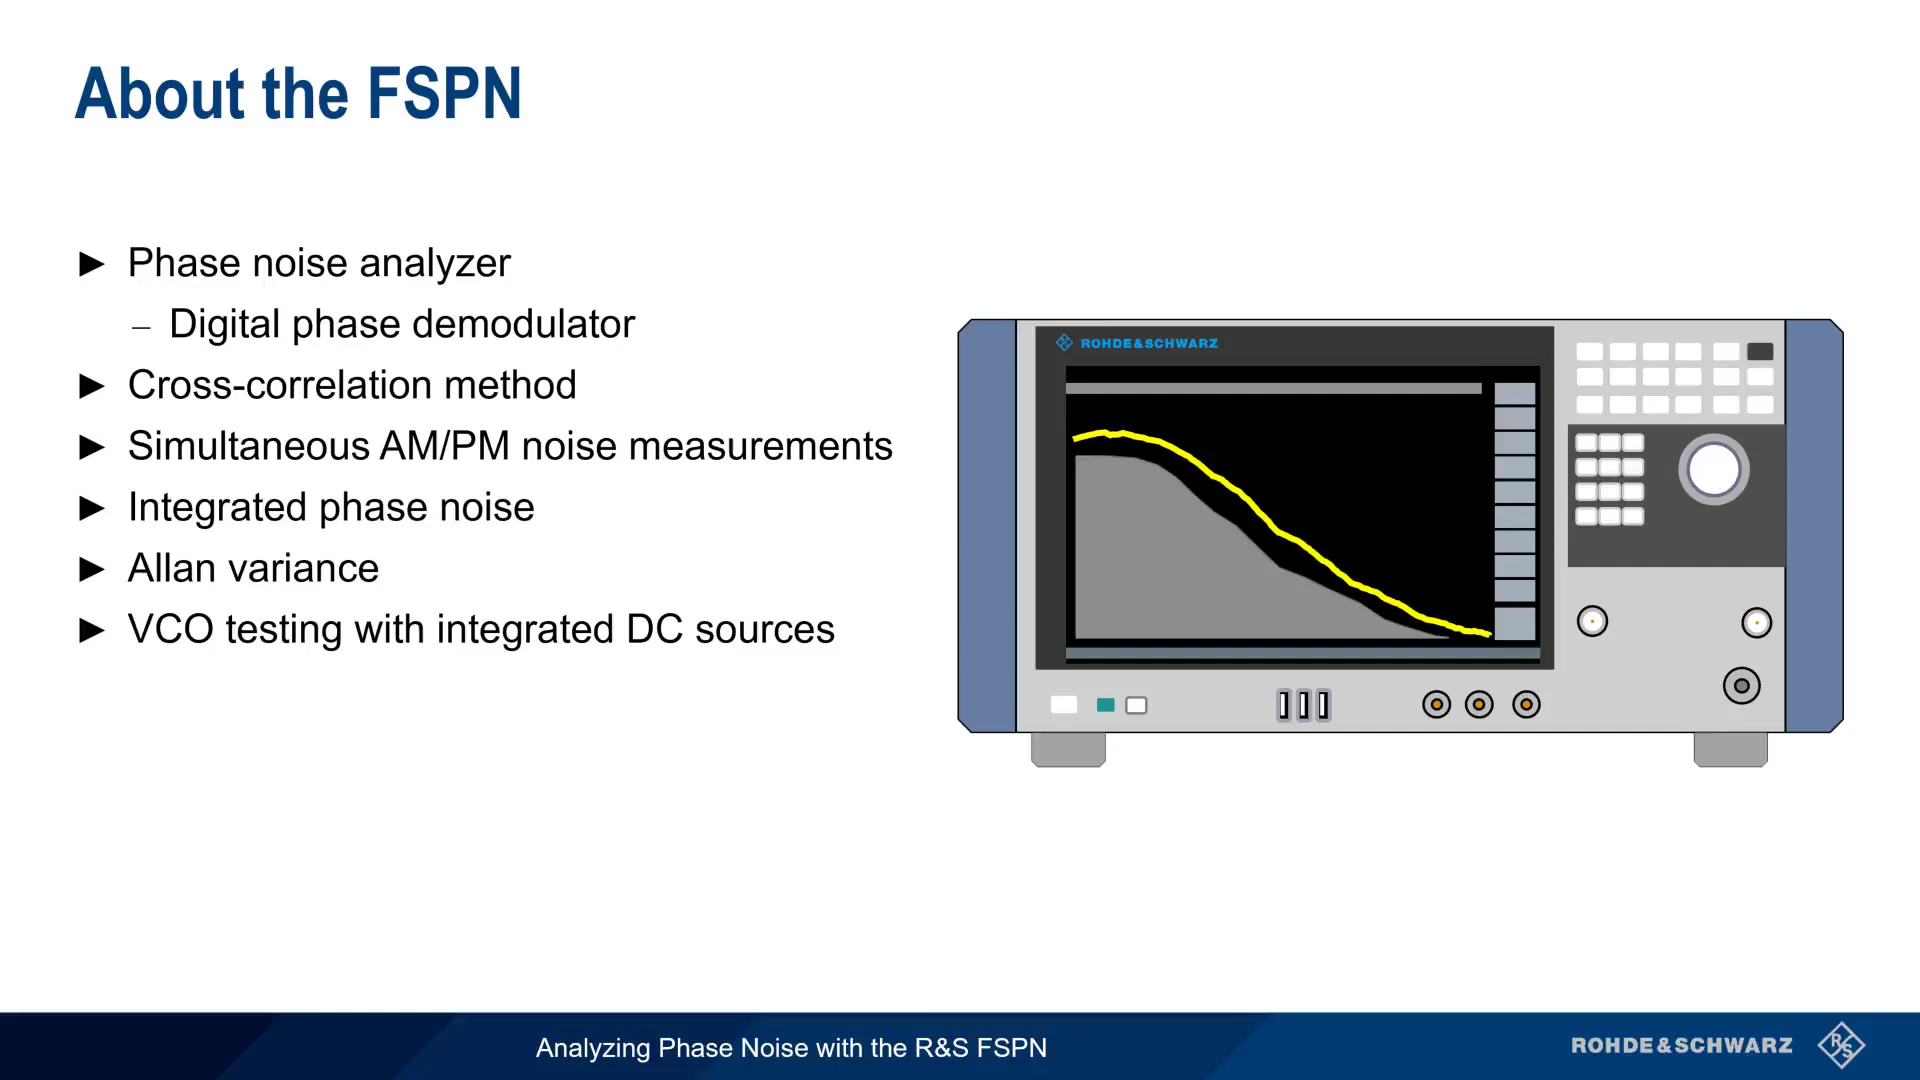 About the FSPN
► Phase noise analyzer
– Digital phase demodulator
► Cross-correlation method
► Simultaneous AM/PM noise measurements
► Integrated phase noise
► Allan variance
► VCO testing with integrated DC sources
ROHDE&SCHWARZ
Analyzing Phase Noise with the R&S FSPN
ROHDE&SCHWARZ
R&S